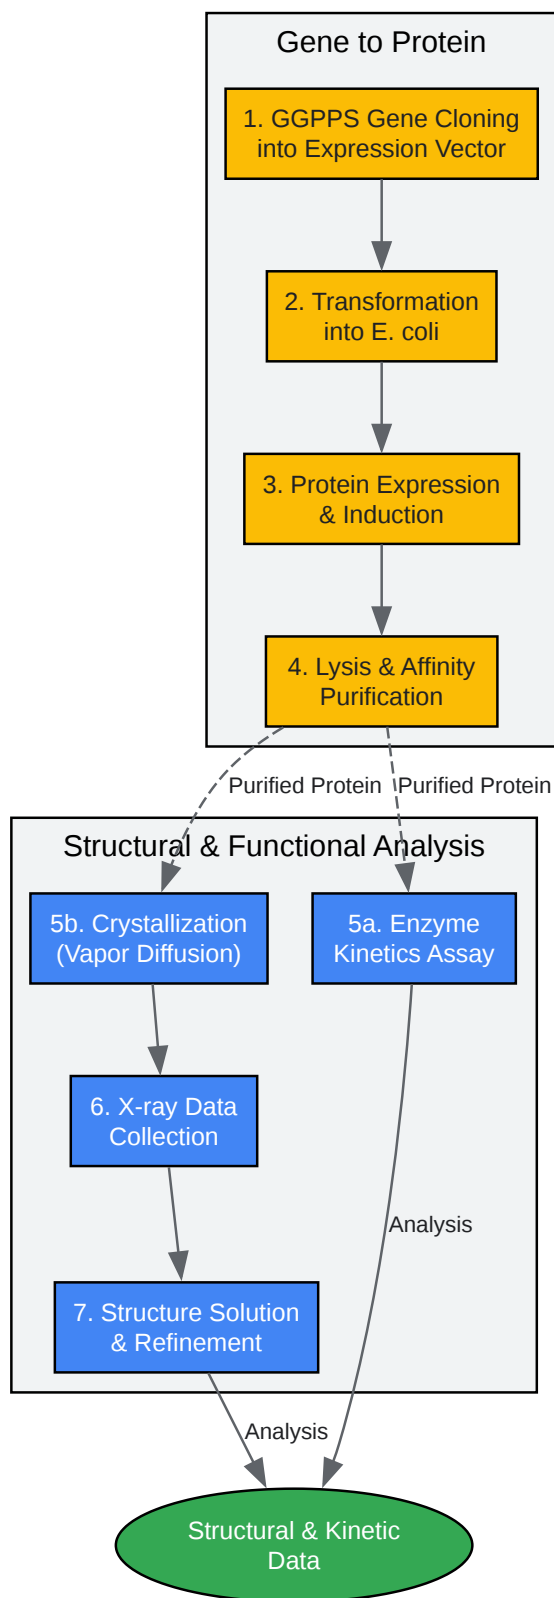 Gene to Protein
1. GGPPS Gene Cloning
into Expression Vector
2. Transformation
into E. coli
3. Protein Expression
& Induction
4. Lysis & Affinity
Purification
Purified Protein
Purified Protein
Structural & Functional Analysis
5b. Crystallization
(Vapor Diffusion)
5a. Enzyme
Kinetics Assay
6. X-ray Data
Collection
Analysis
7. Structure Solution
& Refinement
Analysis
Structural & Kinetic
Data